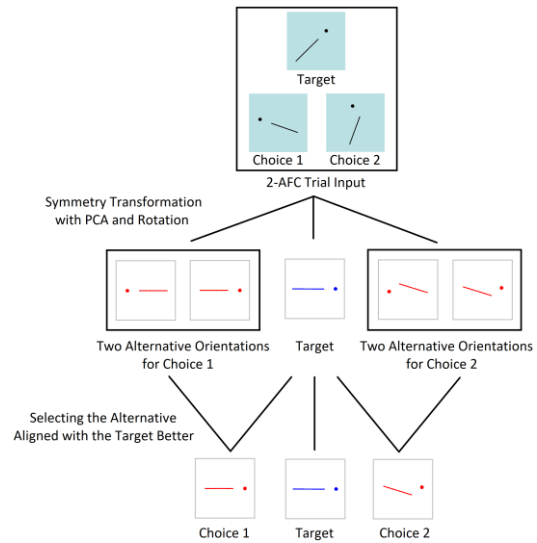 Target
Choice 1
Choice 2
2-AFC Trial Input
Symmetry Transformation
with PCA and Rotation
Two Alternative Orientations
for Choice 1
Target
Two Alternative Orientations
for Choice 2
Selecting the Alternative
Aligned with the Target Better
Choice 1
Target
Choice 2